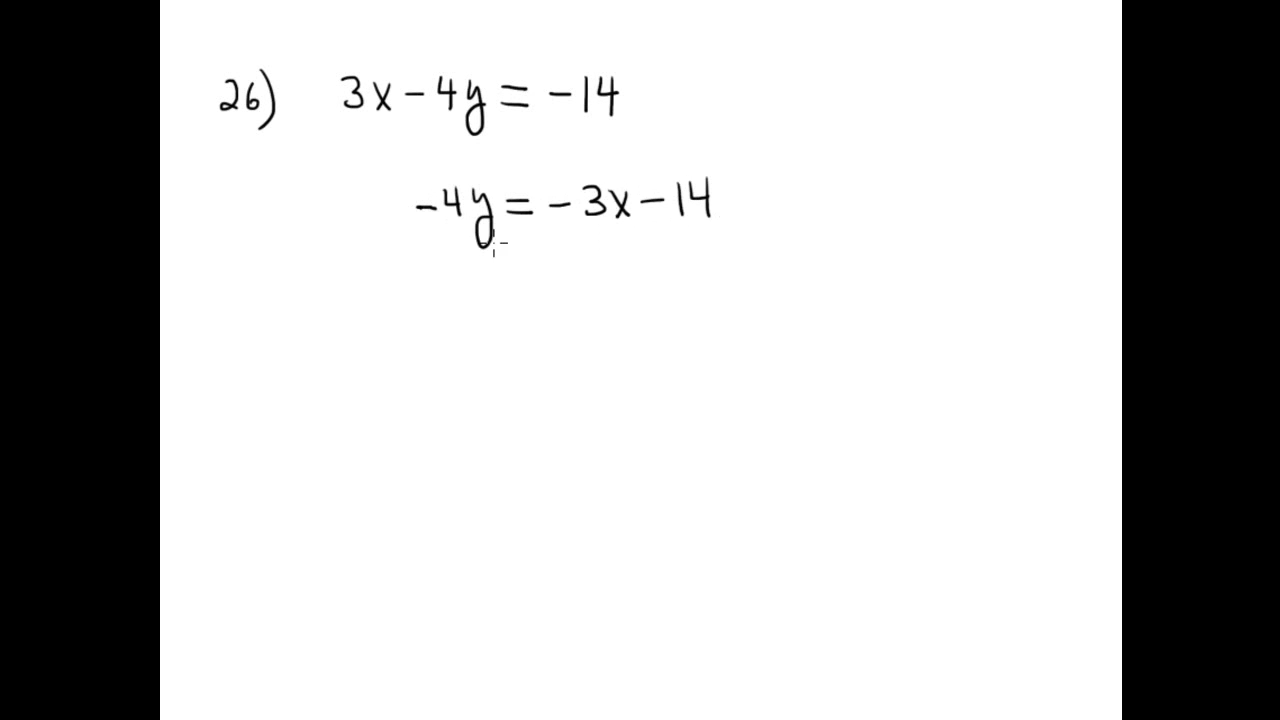 26) 3x - 4y = -14
-4y = -3x - 14